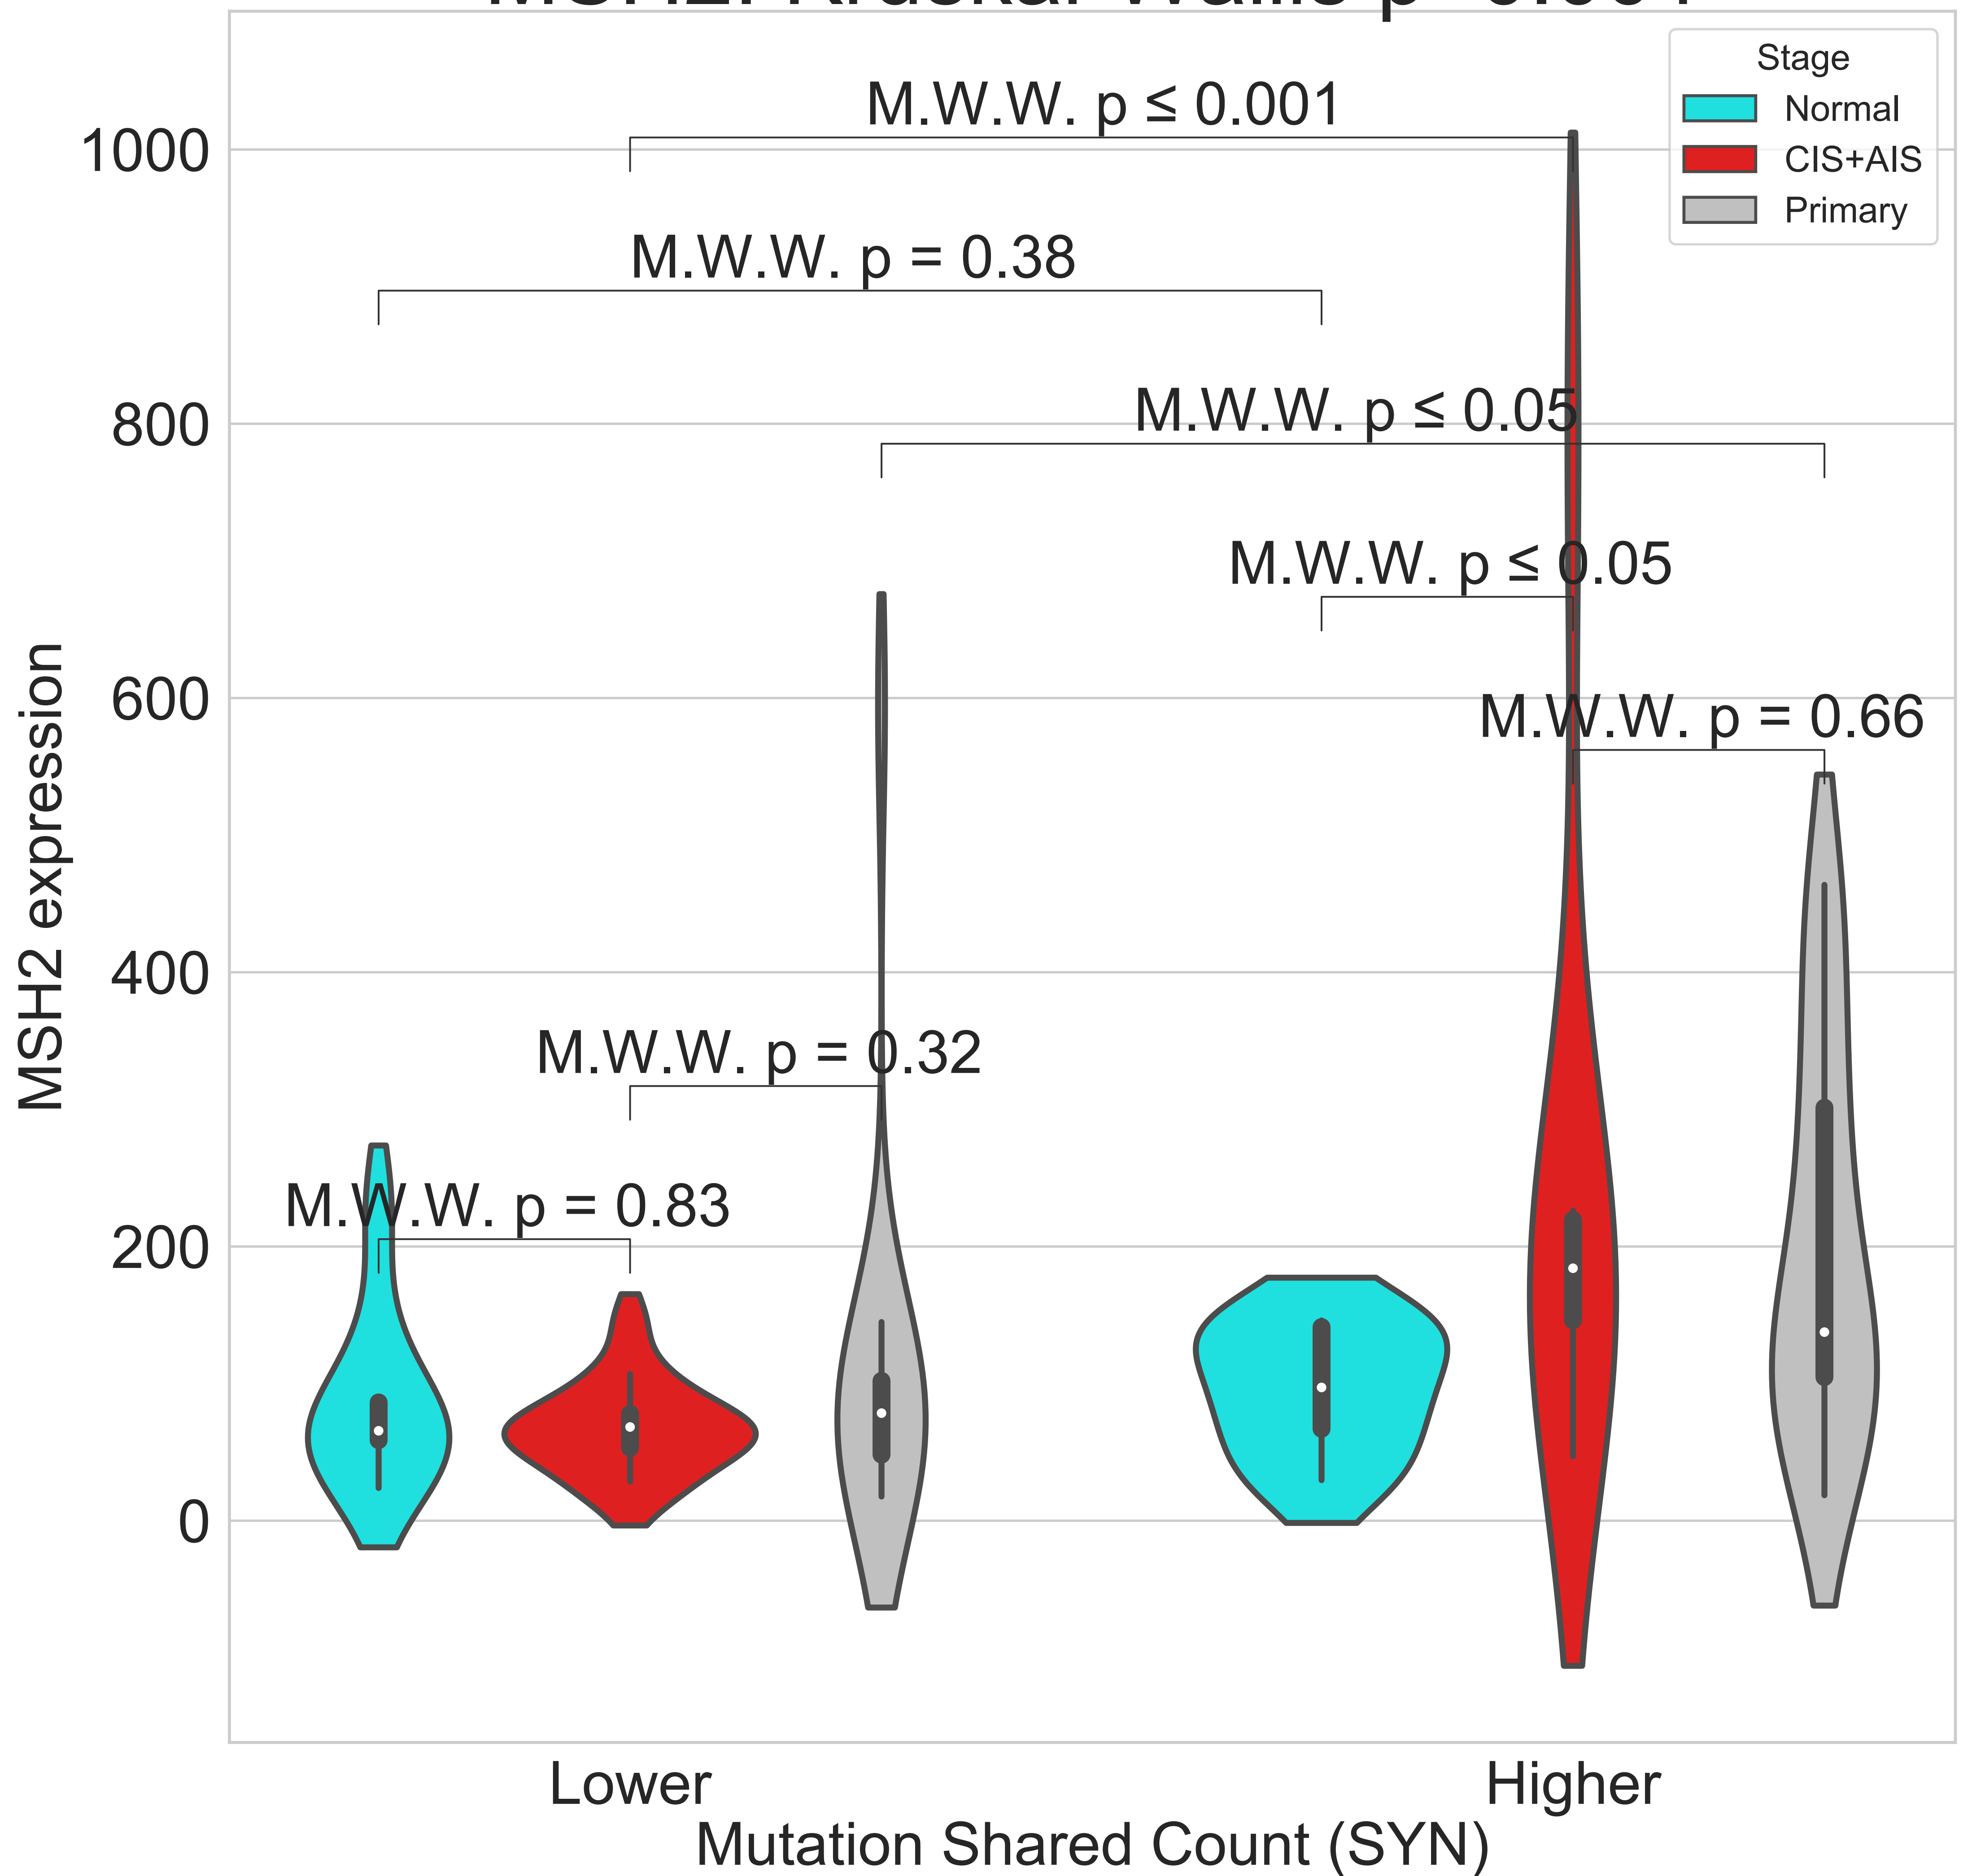 Stage
Normal
CIS+AIS
Primary
M.W.W. p ≤ 0.001
1000
M.W.W. p = 0.38
M.W.W. p ≤ 0.05
800
M.W.W. p ≤ 0.05
600
M.W.W. p = 0.66
MSH2 expression
400
M.W.W. p = 0.32
M.W.W. p = 0.83
200
0
Lower
Higher
Mutation Shared Count (SYN)